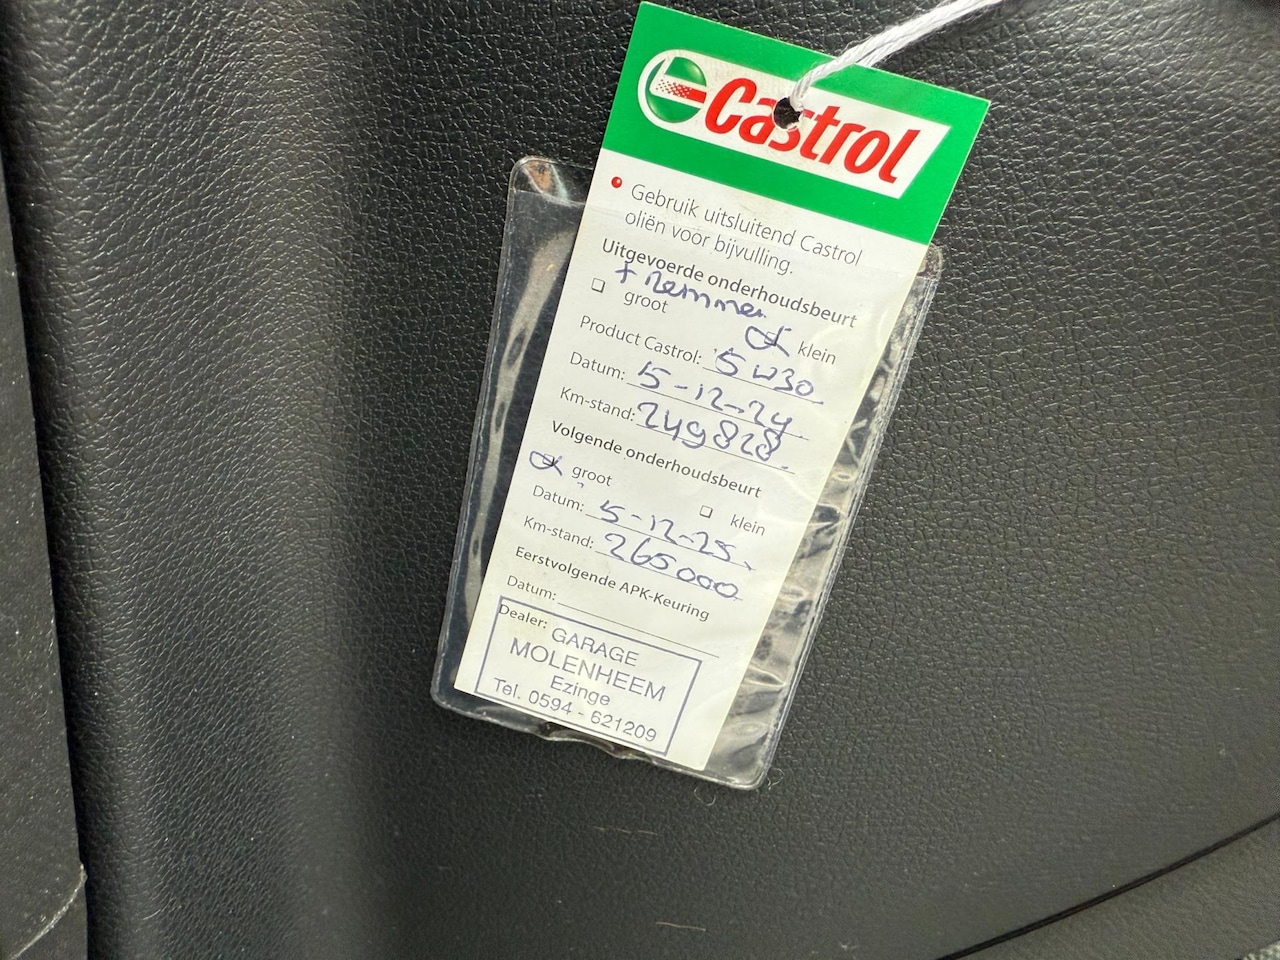 Castrol
Gebruik uitsluitend Castrol
oliën voor bijvulling.
Uitgevoerde onderhoudsbeurt
+ Remmen
groot
klein
Product Castrol: 5W30
Datum: 5-12-24
Km-stand: 249828
Volgende onderhoudsbeurt
groot
klein
Datum: 5-12-25
Km-stand: 265000
Eerstvolgende APK-Keuring
Datum:
Dealer:
GARAGE
MOLENHEEM
Ezinge
Tel. 0594 - 621209